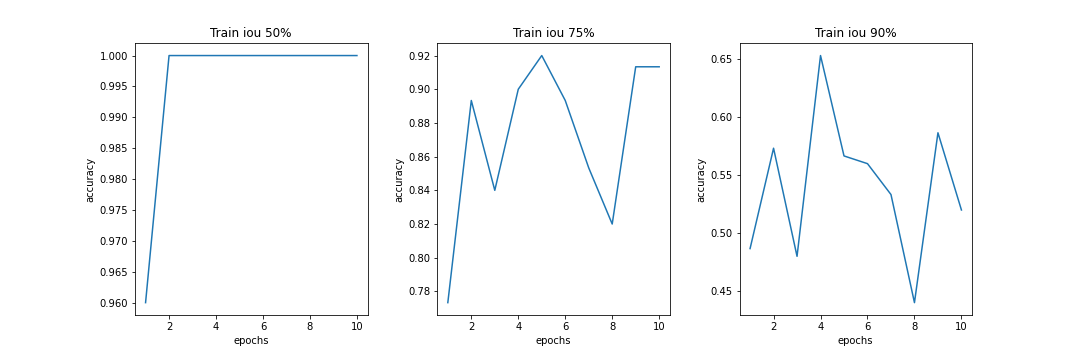 Train iou 50%
1.000
0.995
0.990
0.985
0.980
0.975
0.970
0.965
0.960
accuracy
2 4 6 8 10
epochs
Train iou 75%
0.92
0.90
0.88
0.86
0.84
0.82
0.80
0.78
accuracy
2 4 6 8 10
epochs
Train iou 90%
0.65
0.60
0.55
0.50
0.45
accuracy
2 4 6 8 10
epochs